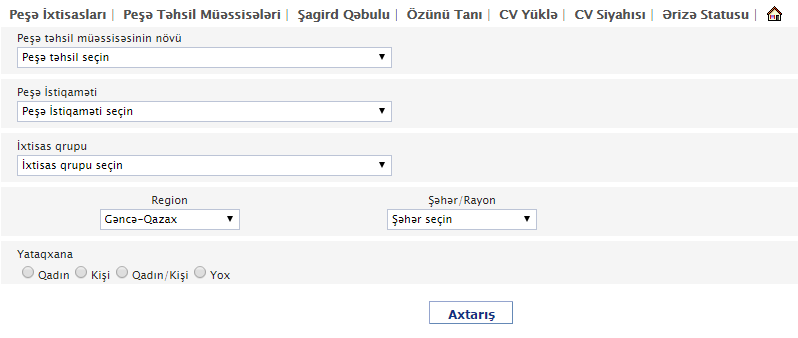 Peşə İxtisasları | Peşə Təhsil Müəssisələri | Şagird Qəbulu | Özünü Tanı | CV Yüklə | CV Siyahısı | Ərizə Statusu |
Peşə təhsil müəssisəsinin növü
Peşə təhsil seçin
Peşə İstiqaməti
Peşə İstiqaməti seçin
İxtisas qrupu
İxtisas qrupu seçin
Region Şəhər/Rayon
Gəncə-Qazax Şəhər seçin
Yataqxana
Qadın Kişi Qadın/Kişi Yox
Axtarış